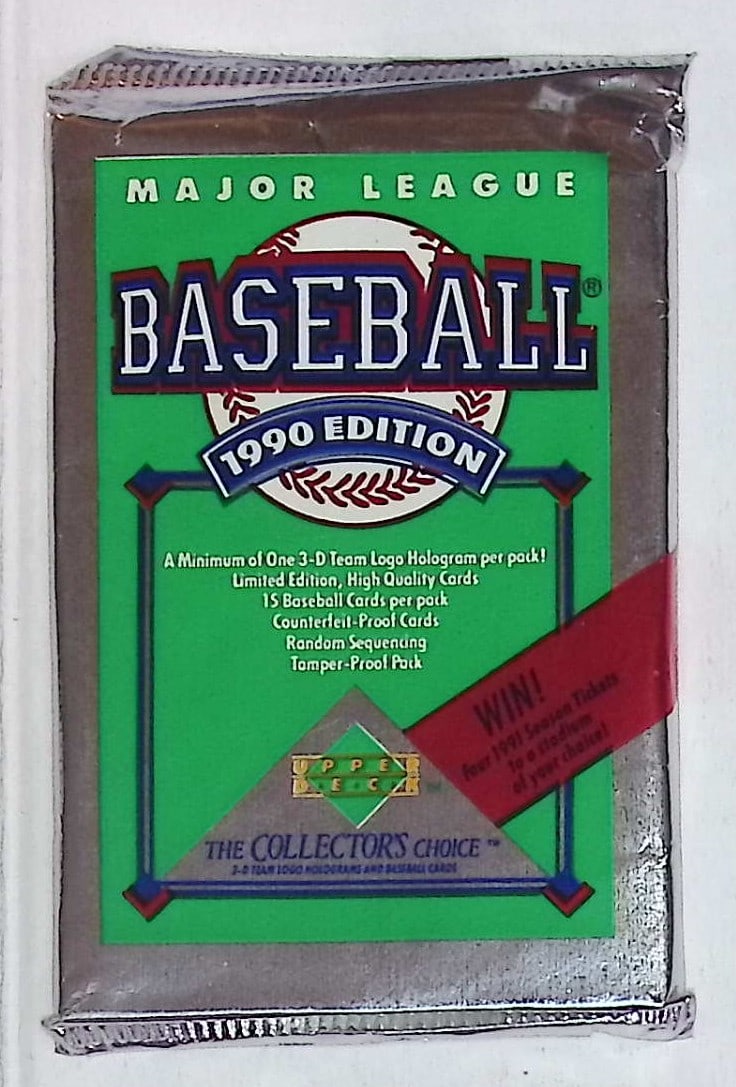 MAJOR LEAGUE
BASEBALL®
1990 EDITION
A Minimum of One 3-D Team Logo Hologram per pack!
Limited Edition, High Quality Cards
15 Baseball Cards per pack
Counterfeit-Proof Cards
Random Sequencing
Tamper-Proof Pack
WIN!
Four 1991 Season Tickets
to a stadium
of your choice!
UPPER
DECK
THE COLLECTOR'S CHOICE™
3-D TEAM LOGO HOLOGRAMS AND BASEBALL CARDS